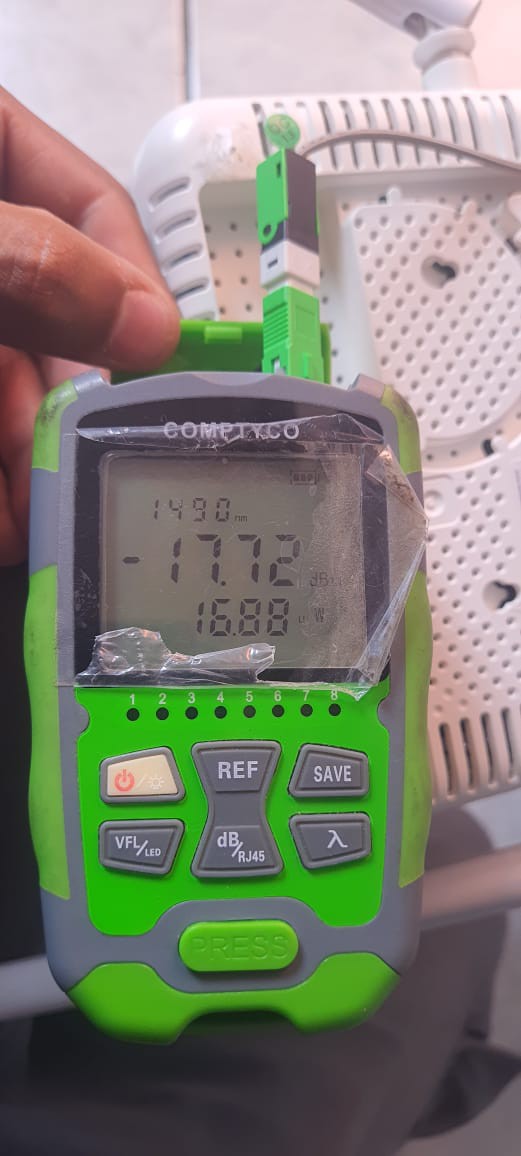 COMPTYCO
1490 nm
-17.72 dBm
16.88 uW
1 2 3 4 5 6 7 8
REF
SAVE
VFL/LED
dB/RJ45
λ
PRESS